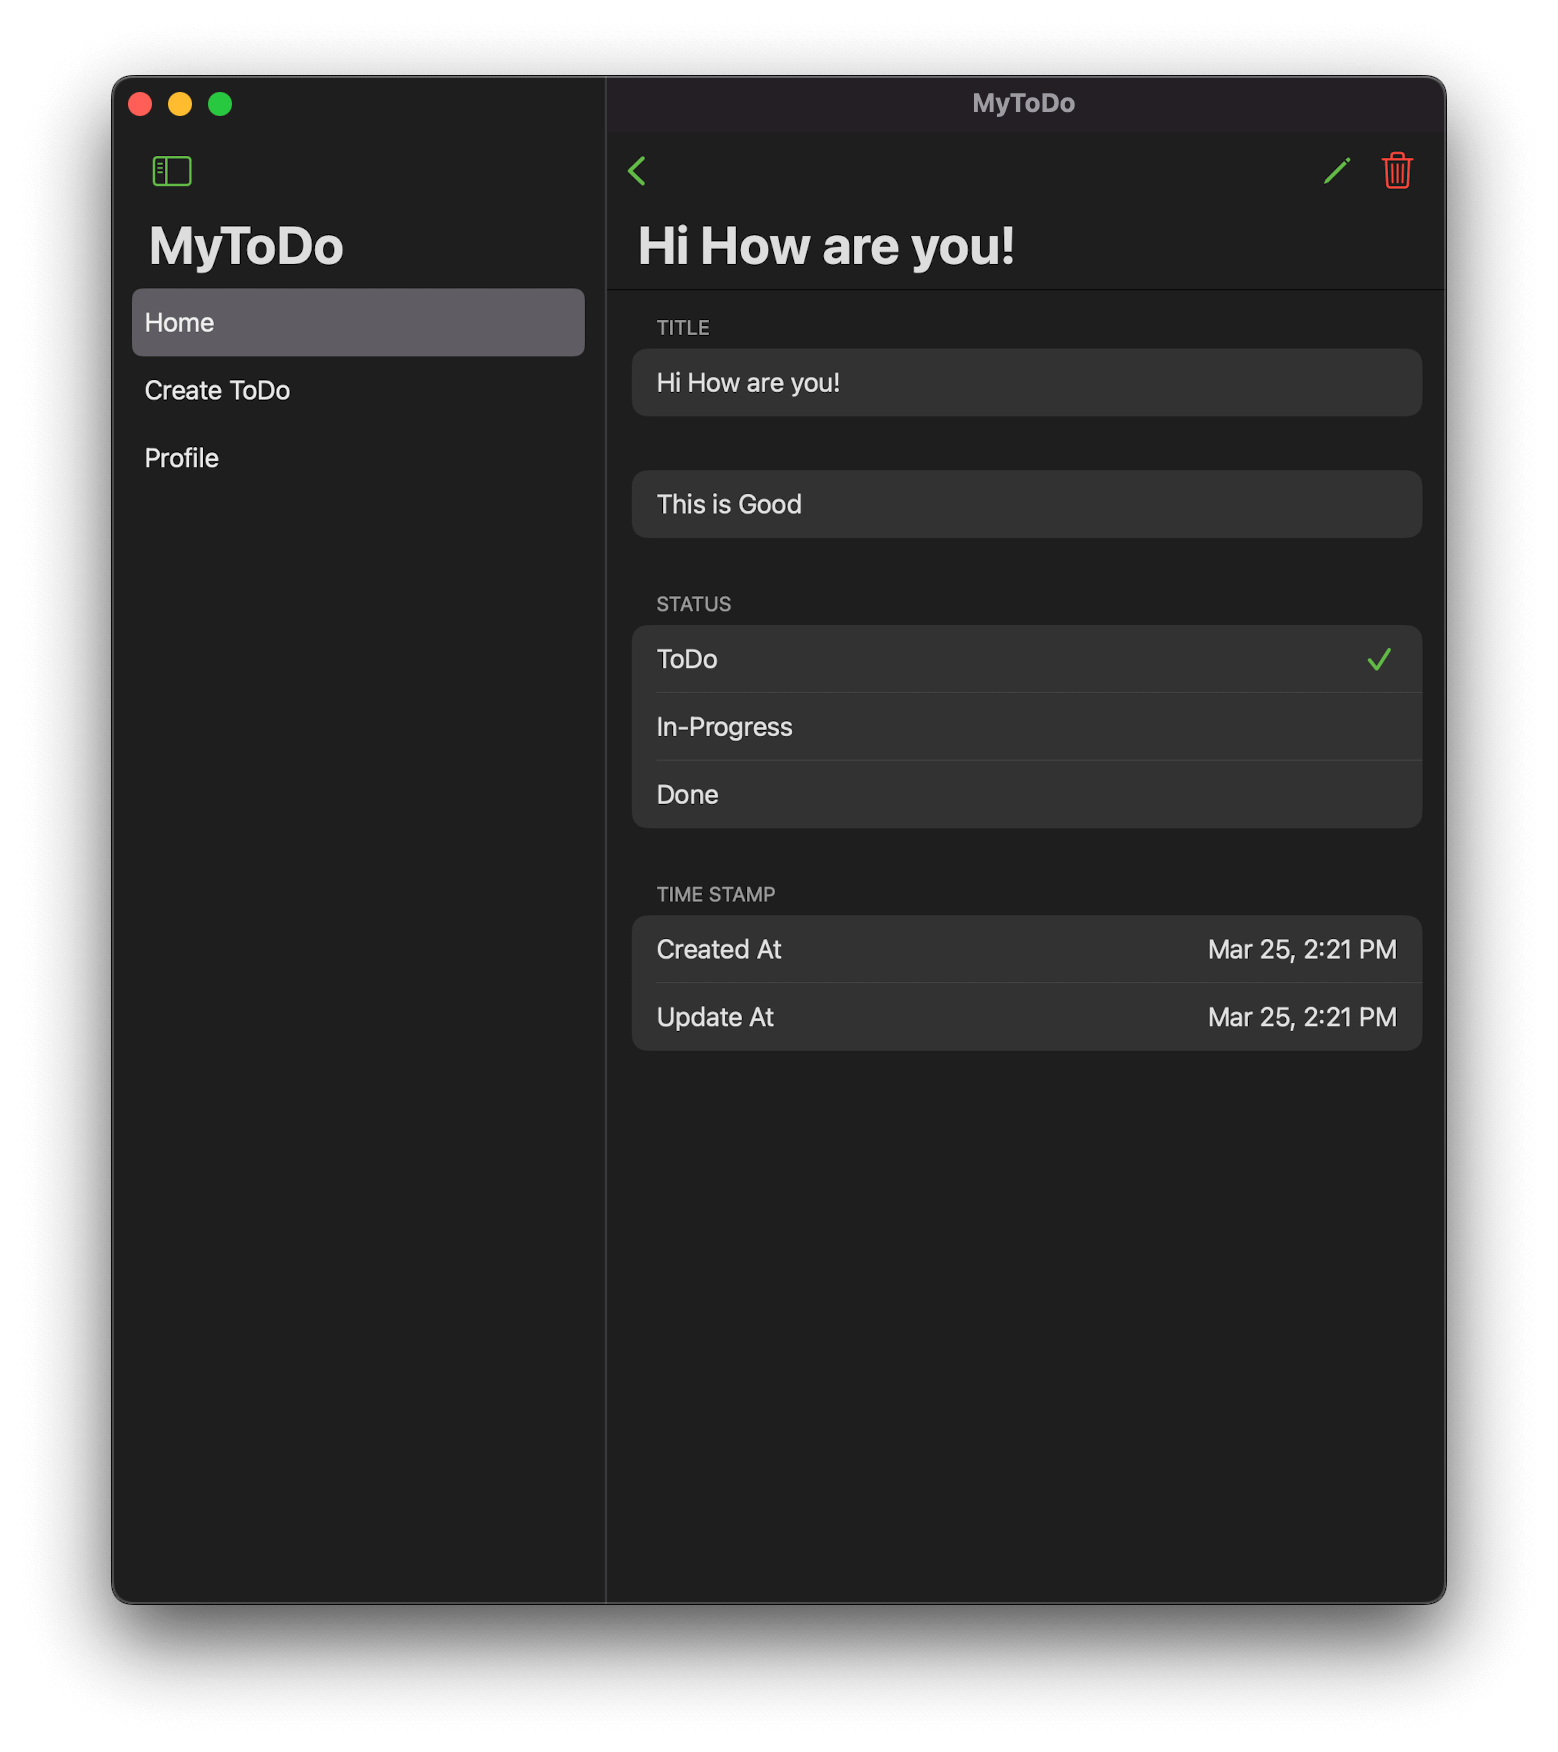 MyToDo
MyToDo
Home
Create ToDo
Profile
Hi How are you!
TITLE
Hi How are you!
This is Good
STATUS
ToDo
In-Progress
Done
TIME STAMP
Created At Mar 25, 2:21 PM
Update At Mar 25, 2:21 PM